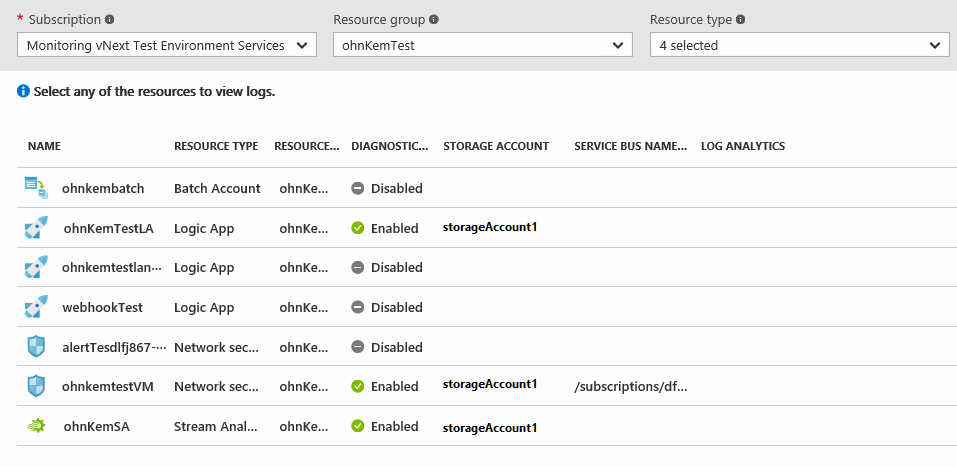 * Subscription Resource group Resource type
Monitoring vNext Test Environment Services ohnKemTest 4 selected
Select any of the resources to view logs.
NAME RESOURCE TYPE RESOURCE... DIAGNOSTIC... STORAGE ACCOUNT SERVICE BUS NAME... LOG ANALYTICS
ohnkembatch Batch Account ohnKe... Disabled
ohnKemTestLA Logic App ohnKe... Enabled storageAccount1
ohnkemtestlan... Logic App ohnKe... Disabled
webhookTest Logic App ohnKe... Disabled
alertTesdlfj867-... Network sec... ohnKe... Disabled
ohnkemtestVM Network sec... ohnKe... Enabled storageAccount1 /subscriptions/df...
ohnKemSA Stream Anal... ohnKe... Enabled storageAccount1